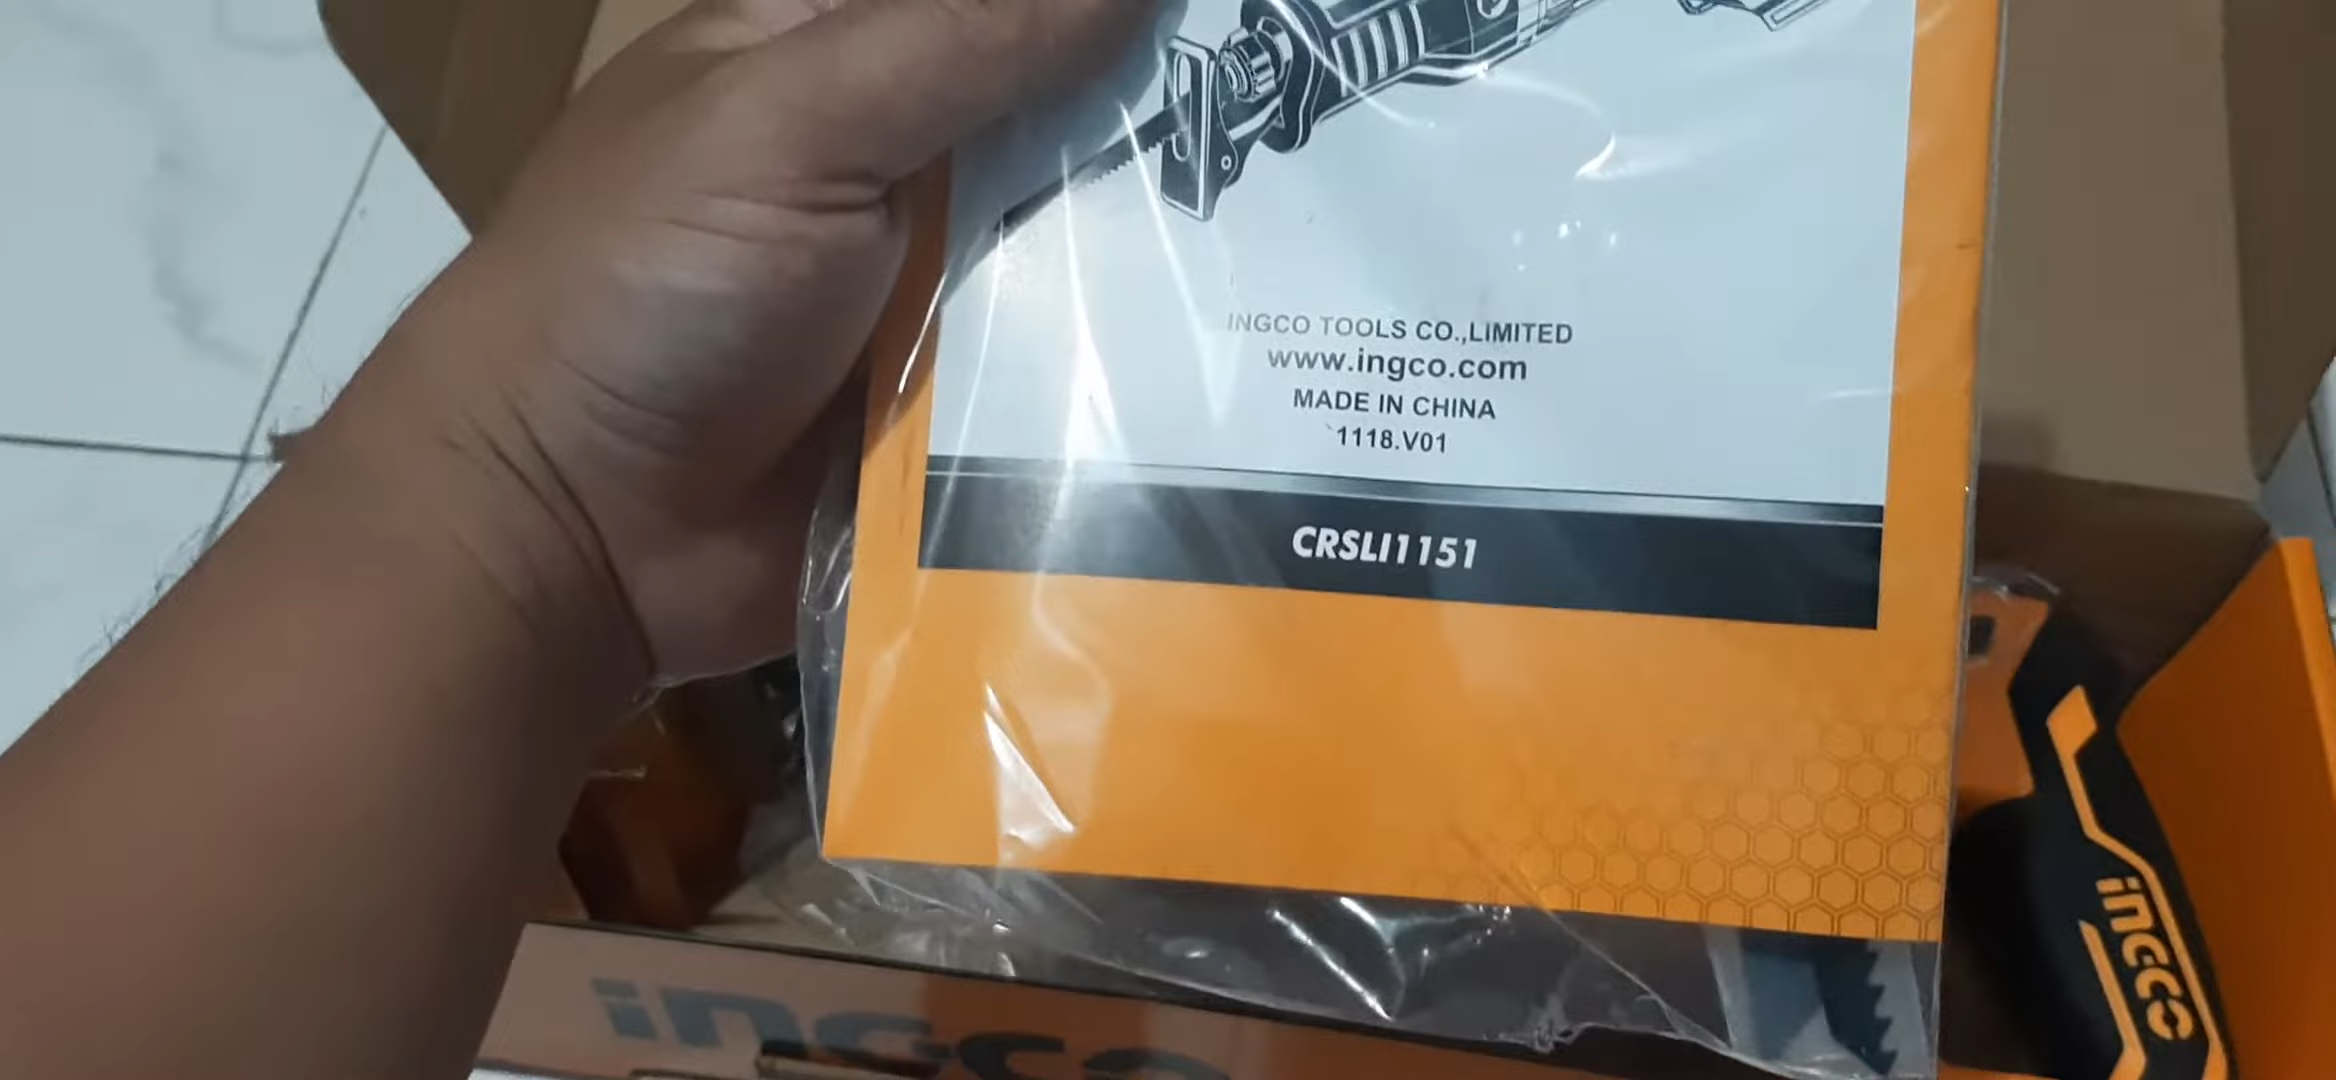 INGCO TOOLS CO.,LIMITED
www.ingco.com
MADE IN CHINA
1118.V01
CRSLI1151
ingco
ingco